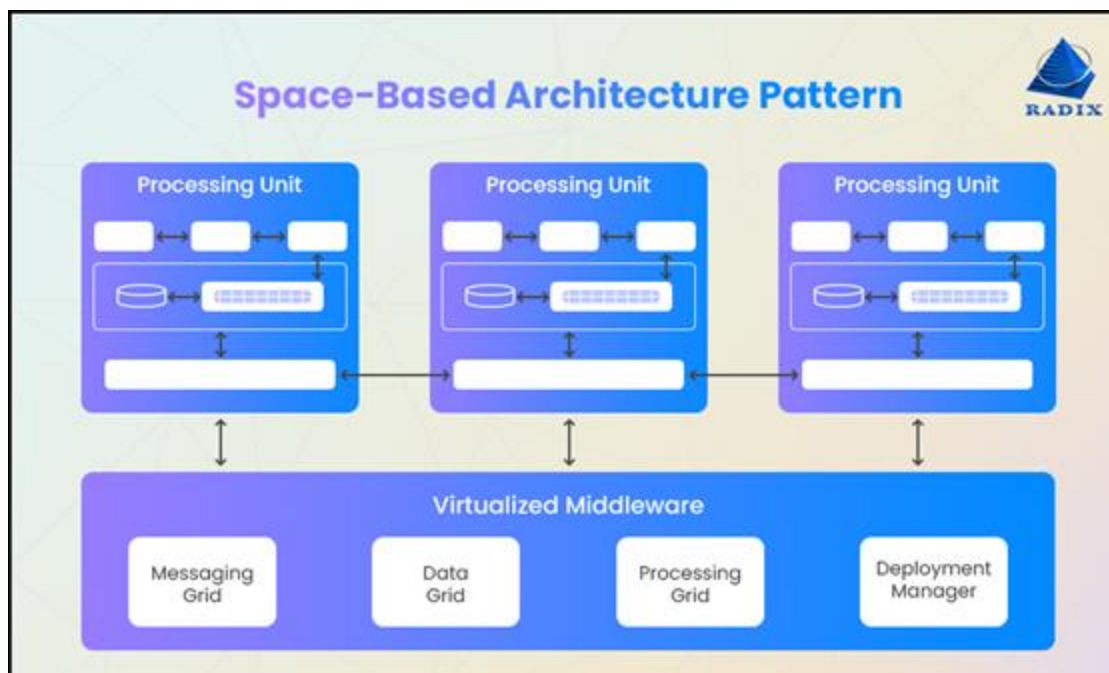 Space-Based Architecture Pattern
RADIX
Processing Unit
Processing Unit
Processing Unit
Virtualized Middleware
Messaging
Grid
Data
Grid
Processing
Grid
Deployment
Manager